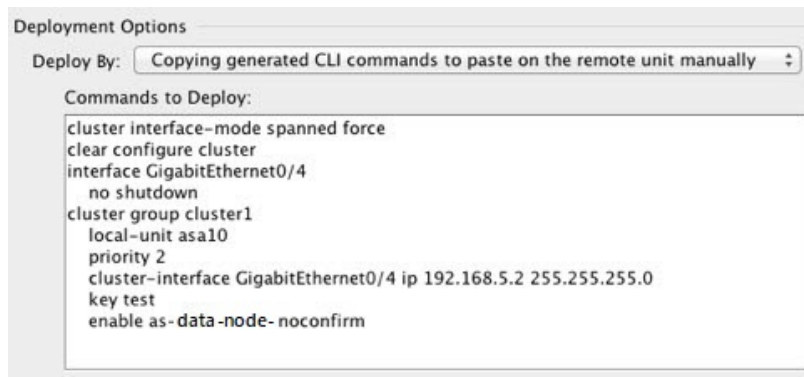 Deployment Options
Deploy By: Copying generated CLI commands to paste on the remote unit manually
Commands to Deploy:
cluster interface-mode spanned force
clear configure cluster
interface GigabitEthernet0/4
no shutdown
cluster group cluster1
local-unit asa10
priority 2
cluster-interface GigabitEthernet0/4 ip 192.168.5.2 255.255.255.0
key test
enable as-data-node-noconfirm